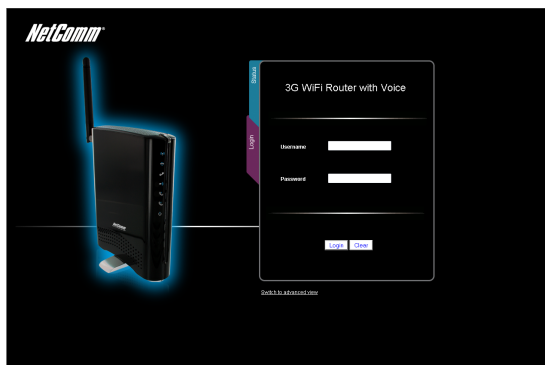 NetComm
Status
3G WiFi Router with Voice
Login
Username
Password
Login Clear
Switch to advanced view